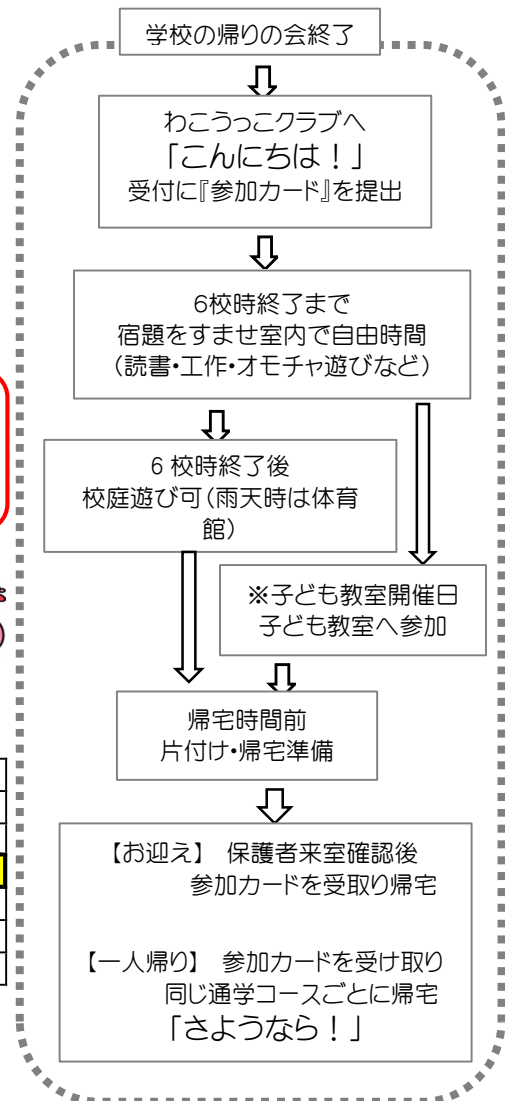 学校の帰りの会終了
わこうっこクラブへ
「こんにちは！」
受付に『参加カード』を提出
6校時終了まで
宿題をすませ室内で自由時間
（読書・工作・オモチャ遊びなど）
6 校時終了後
校庭遊び可（雨天時は体育
館）
※子ども教室開催日
子ども教室へ参加
帰宅時間前
片付け・帰宅準備
【お迎え】 保護者来室確認後
参加カードを受取り帰宅
【一人帰り】 参加カードを受け取り
同じ通学コースごとに帰宅
「さようなら！」